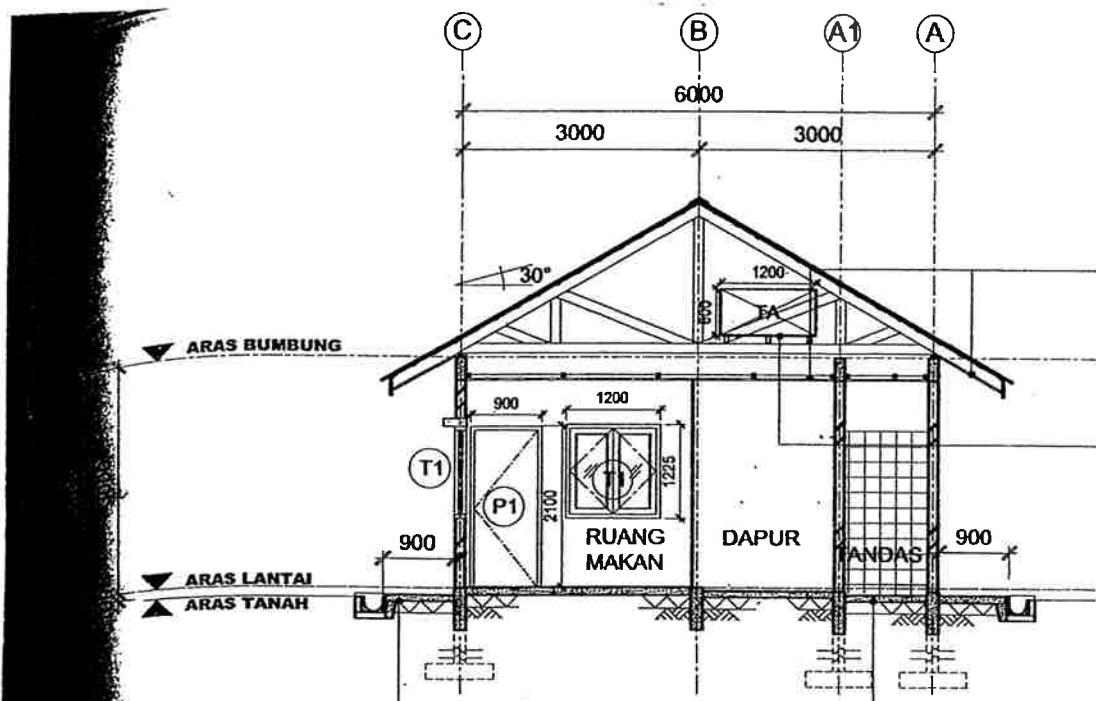 C B A1 A
6000
3000 3000
30°
1200
600
TA
ARAS BUMBUNG
900 1200
T1
P1
2100
T1
1225
RUANG
MAKAN
DAPUR
TANDAS
900
900
ARAS LANTAI
ARAS TANAH